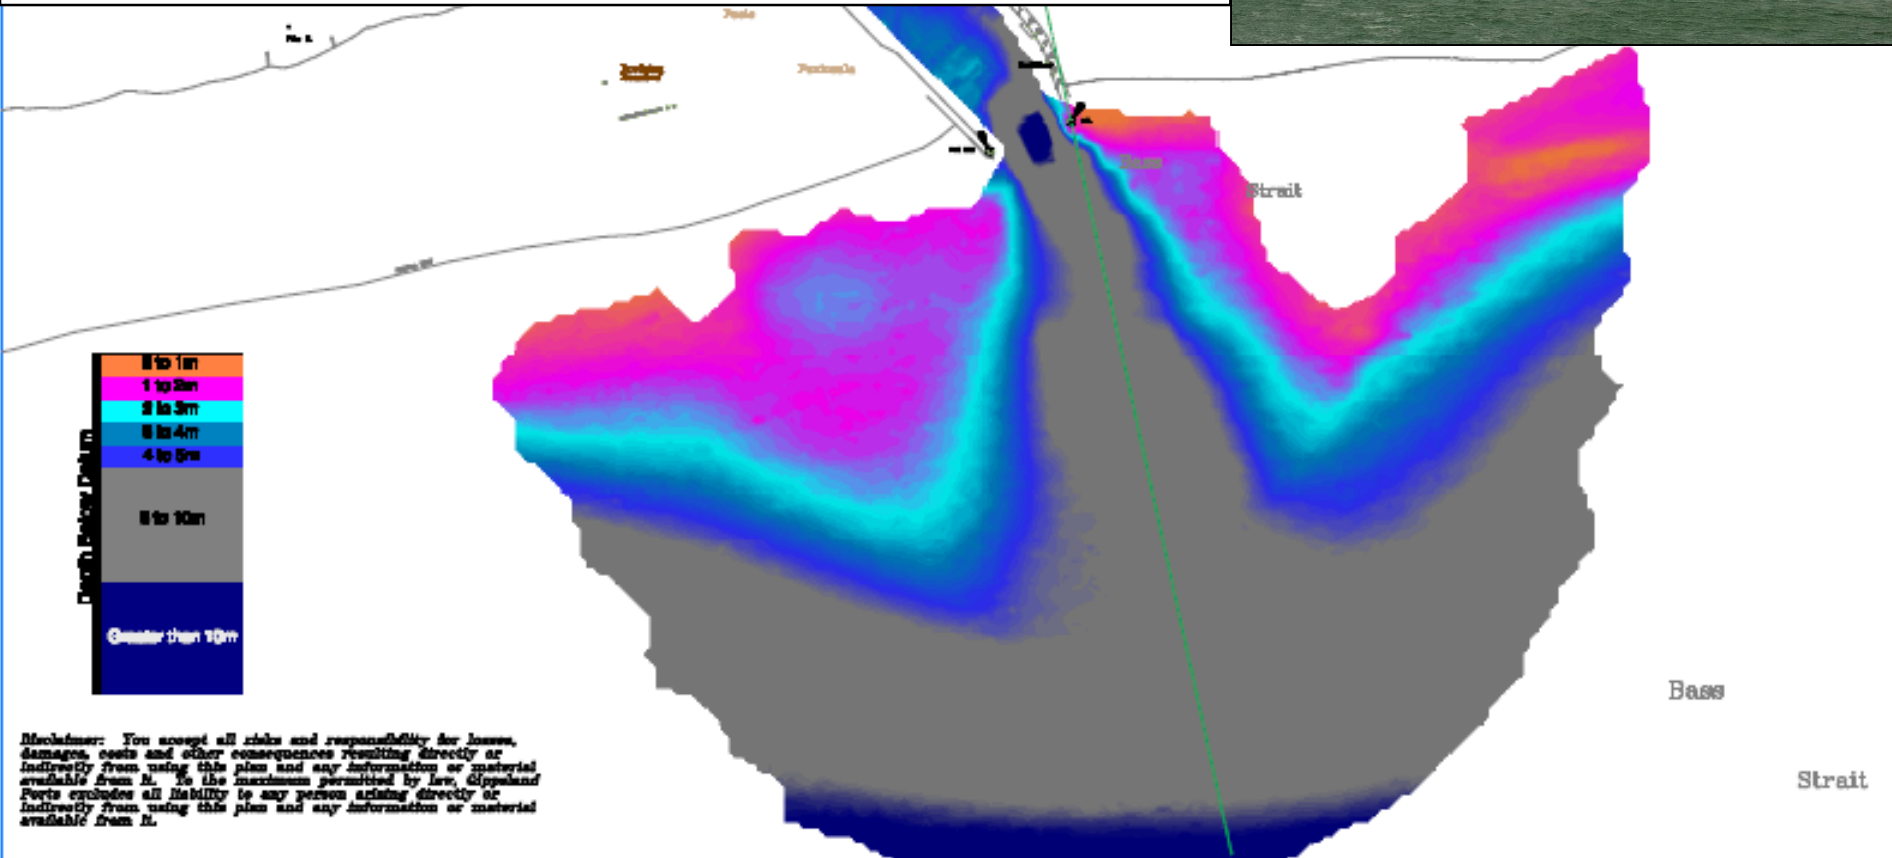 Peninsula
Bass
Strait
0 to 1m
1 to 2m
2 to 3m
3 to 4m
4 to 5m
5 to 10m
Greater than 10m
Bass
Strait
Disclaimer: You accept all risks and responsibility for losses,
damages, costs and other consequences resulting directly or
indirectly from using this plan and any information or material
available from it. To the maximum permitted by law, Gippsland
Ports excludes all liability to any person arising directly or
indirectly from using this plan and any information or material
available from it.